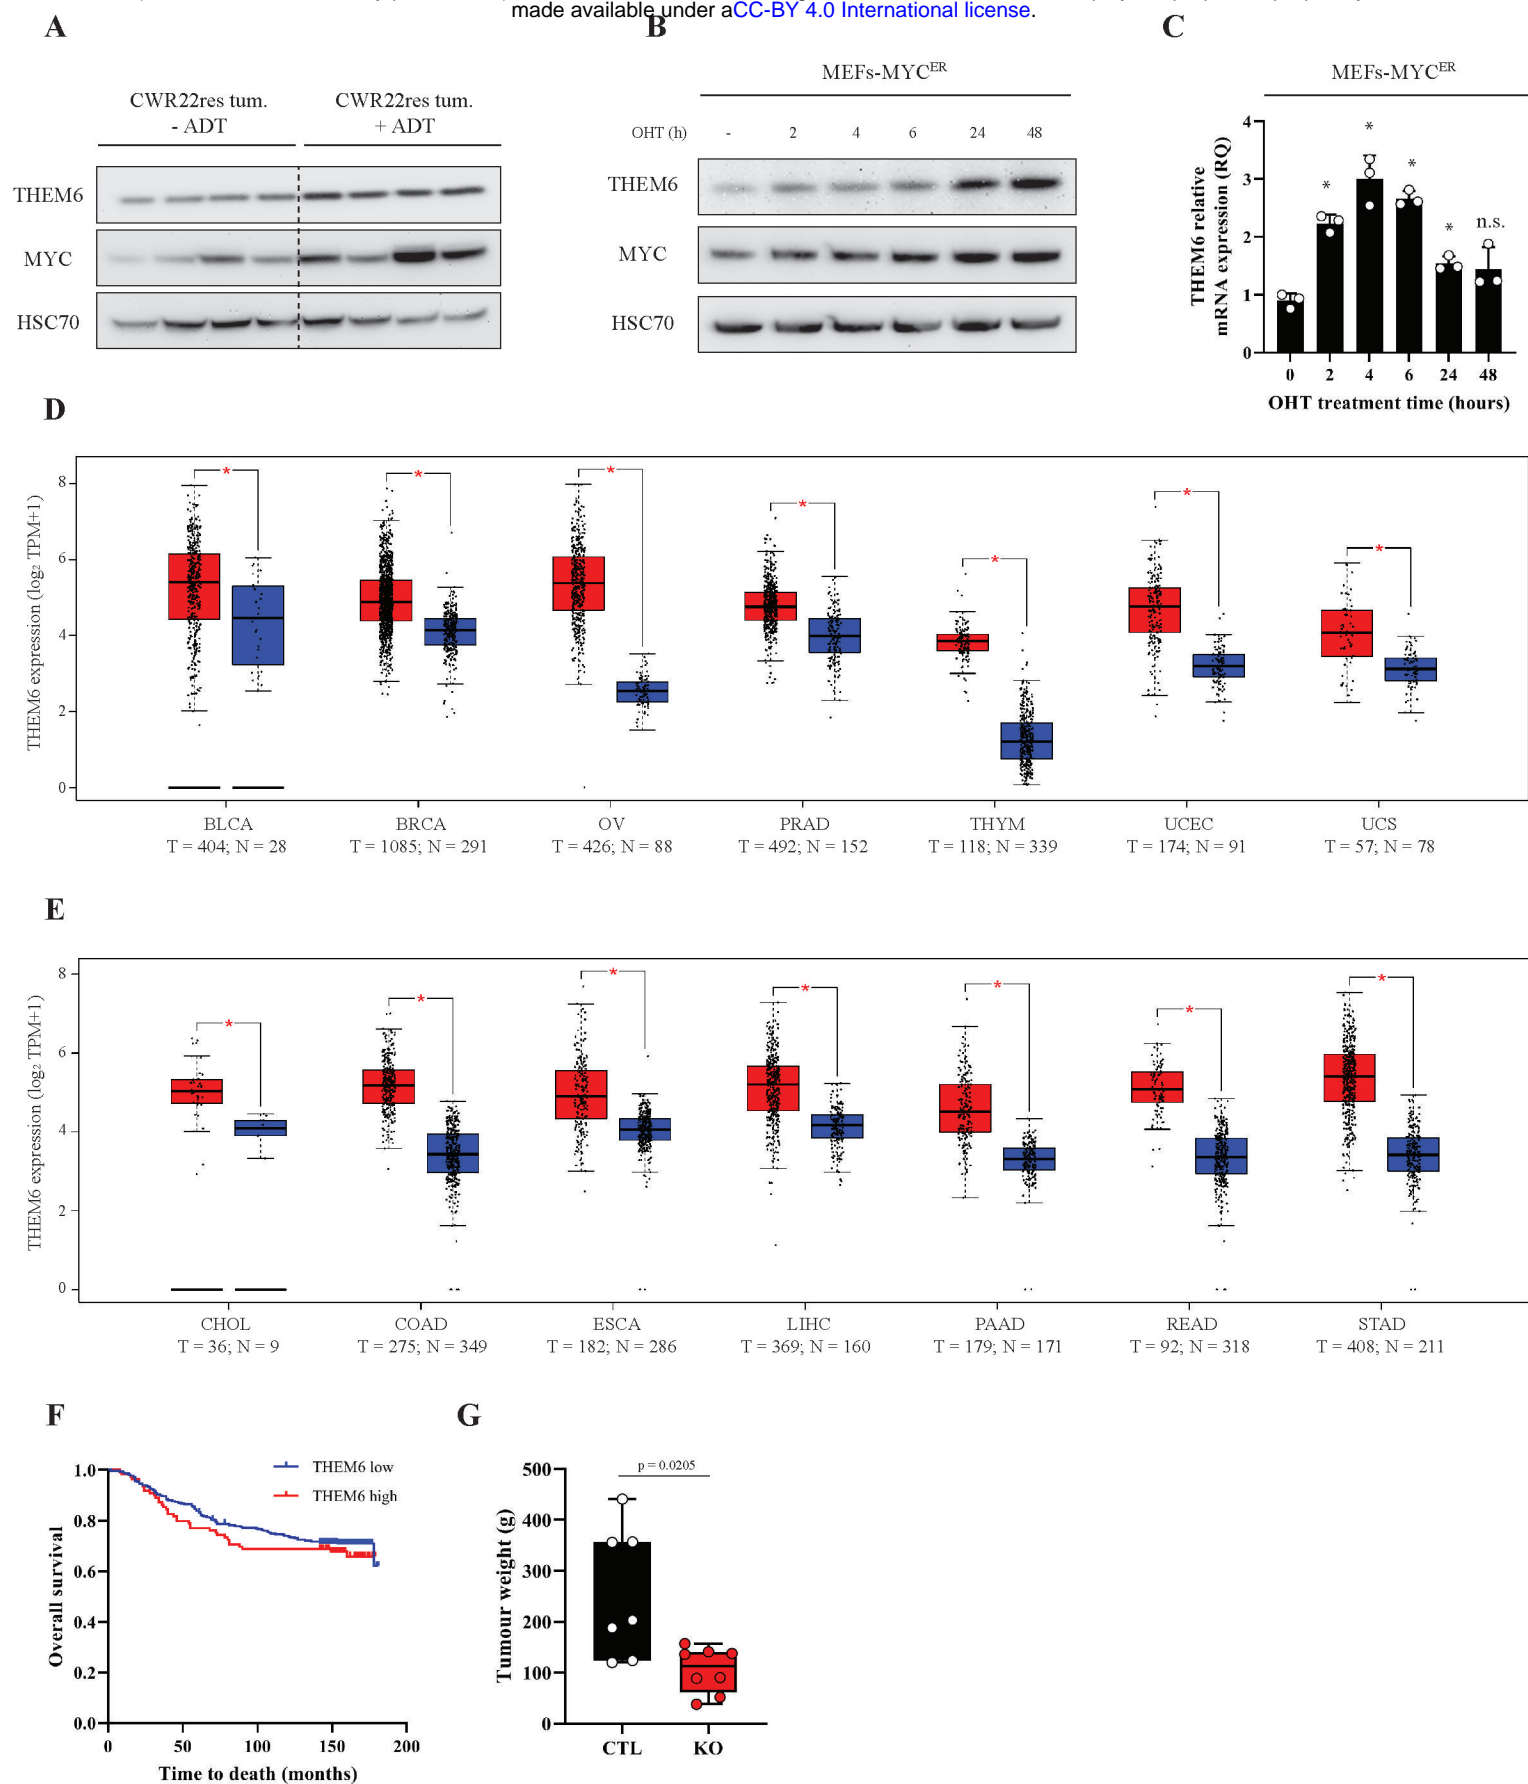 made available under aCC-BY 4.0 International license.
A
CWR22res tum.
- ADT
CWR22res tum.
+ ADT
THEM6
MYC
HSC70
B
MEFs-MYCᴱᴿ
OHT (h) - 2 4 6 24 48
THEM6
MYC
HSC70
C
MEFs-MYCᴱᴿ
THEM6 relative
mRNA expression (RQ)
4
3
2
1
0
*
*
*
*
n.s.
0 2 4 6 24 48
OHT treatment time (hours)
D
THEM6 expression (log₂ TPM+1)
8
6
4
2
0
* * * * * * *
BLCA BRCA OV PRAD THYM UCEC UCS
T = 404; N = 28 T = 1085; N = 291 T = 426; N = 88 T = 492; N = 152 T = 118; N = 339 T = 174; N = 91 T = 57; N = 78
E
THEM6 expression (log₂ TPM+1)
8
6
4
2
0
* * * * * * *
CHOL COAD ESCA LIHC PAAD READ STAD
T = 36; N = 9 T = 275; N = 349 T = 182; N = 286 T = 369; N = 160 T = 179; N = 171 T = 92; N = 318 T = 408; N = 211
F
Overall survival
1.0
0.8
0.6
0.4
0.2
0.0
THEM6 low
THEM6 high
0 50 100 150 200
Time to death (months)
G
Tumour weight (g)
500
400
300
200
100
0
p = 0.0205
CTL KO